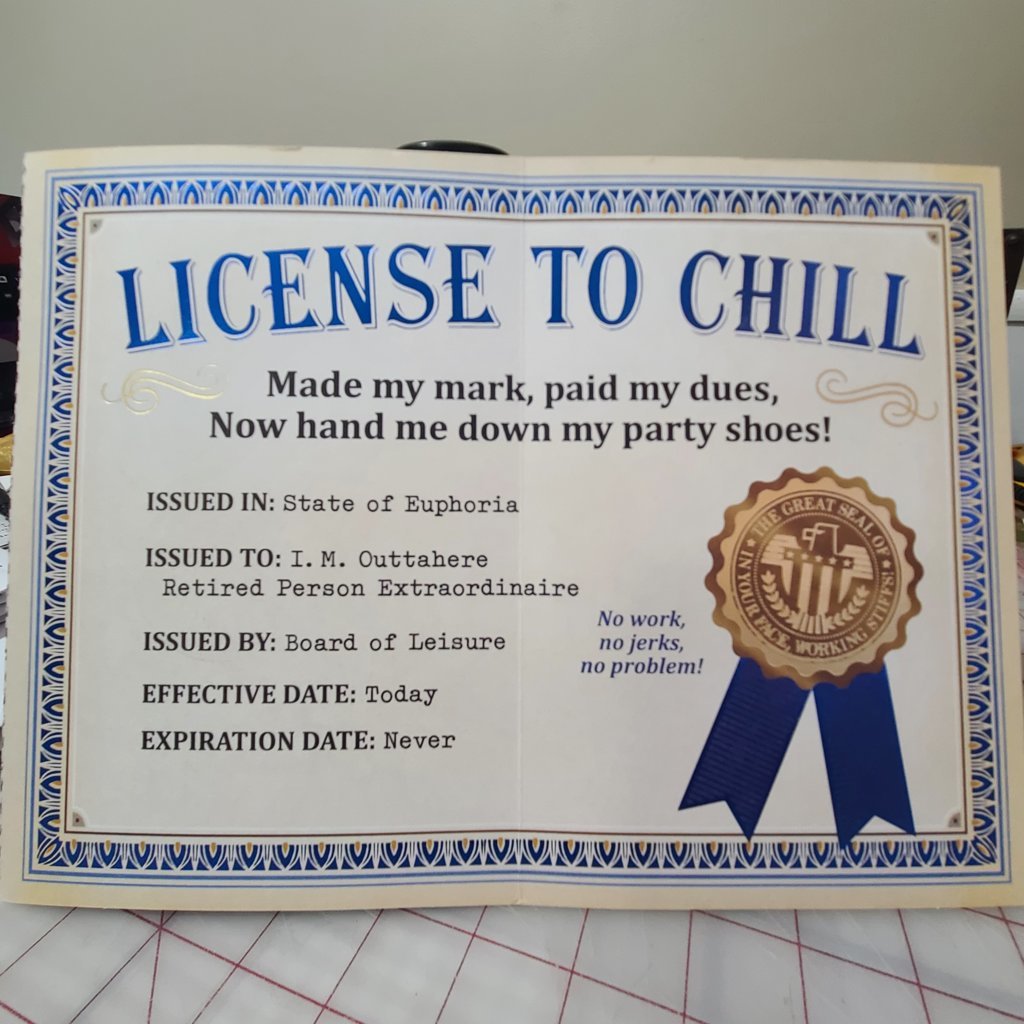 LICENSE TO CHILL
Made my mark, paid my dues,
Now hand me down my party shoes!
ISSUED IN: State of Euphoria
ISSUED TO: I. M. Outtahere
Retired Person Extraordinaire
ISSUED BY: Board of Leisure
EFFECTIVE DATE: Today
EXPIRATION DATE: Never
No work,
no jerks,
no problem!
THE GREAT SEAL OF
IN YOUR FACE, WORKING STIFFS!